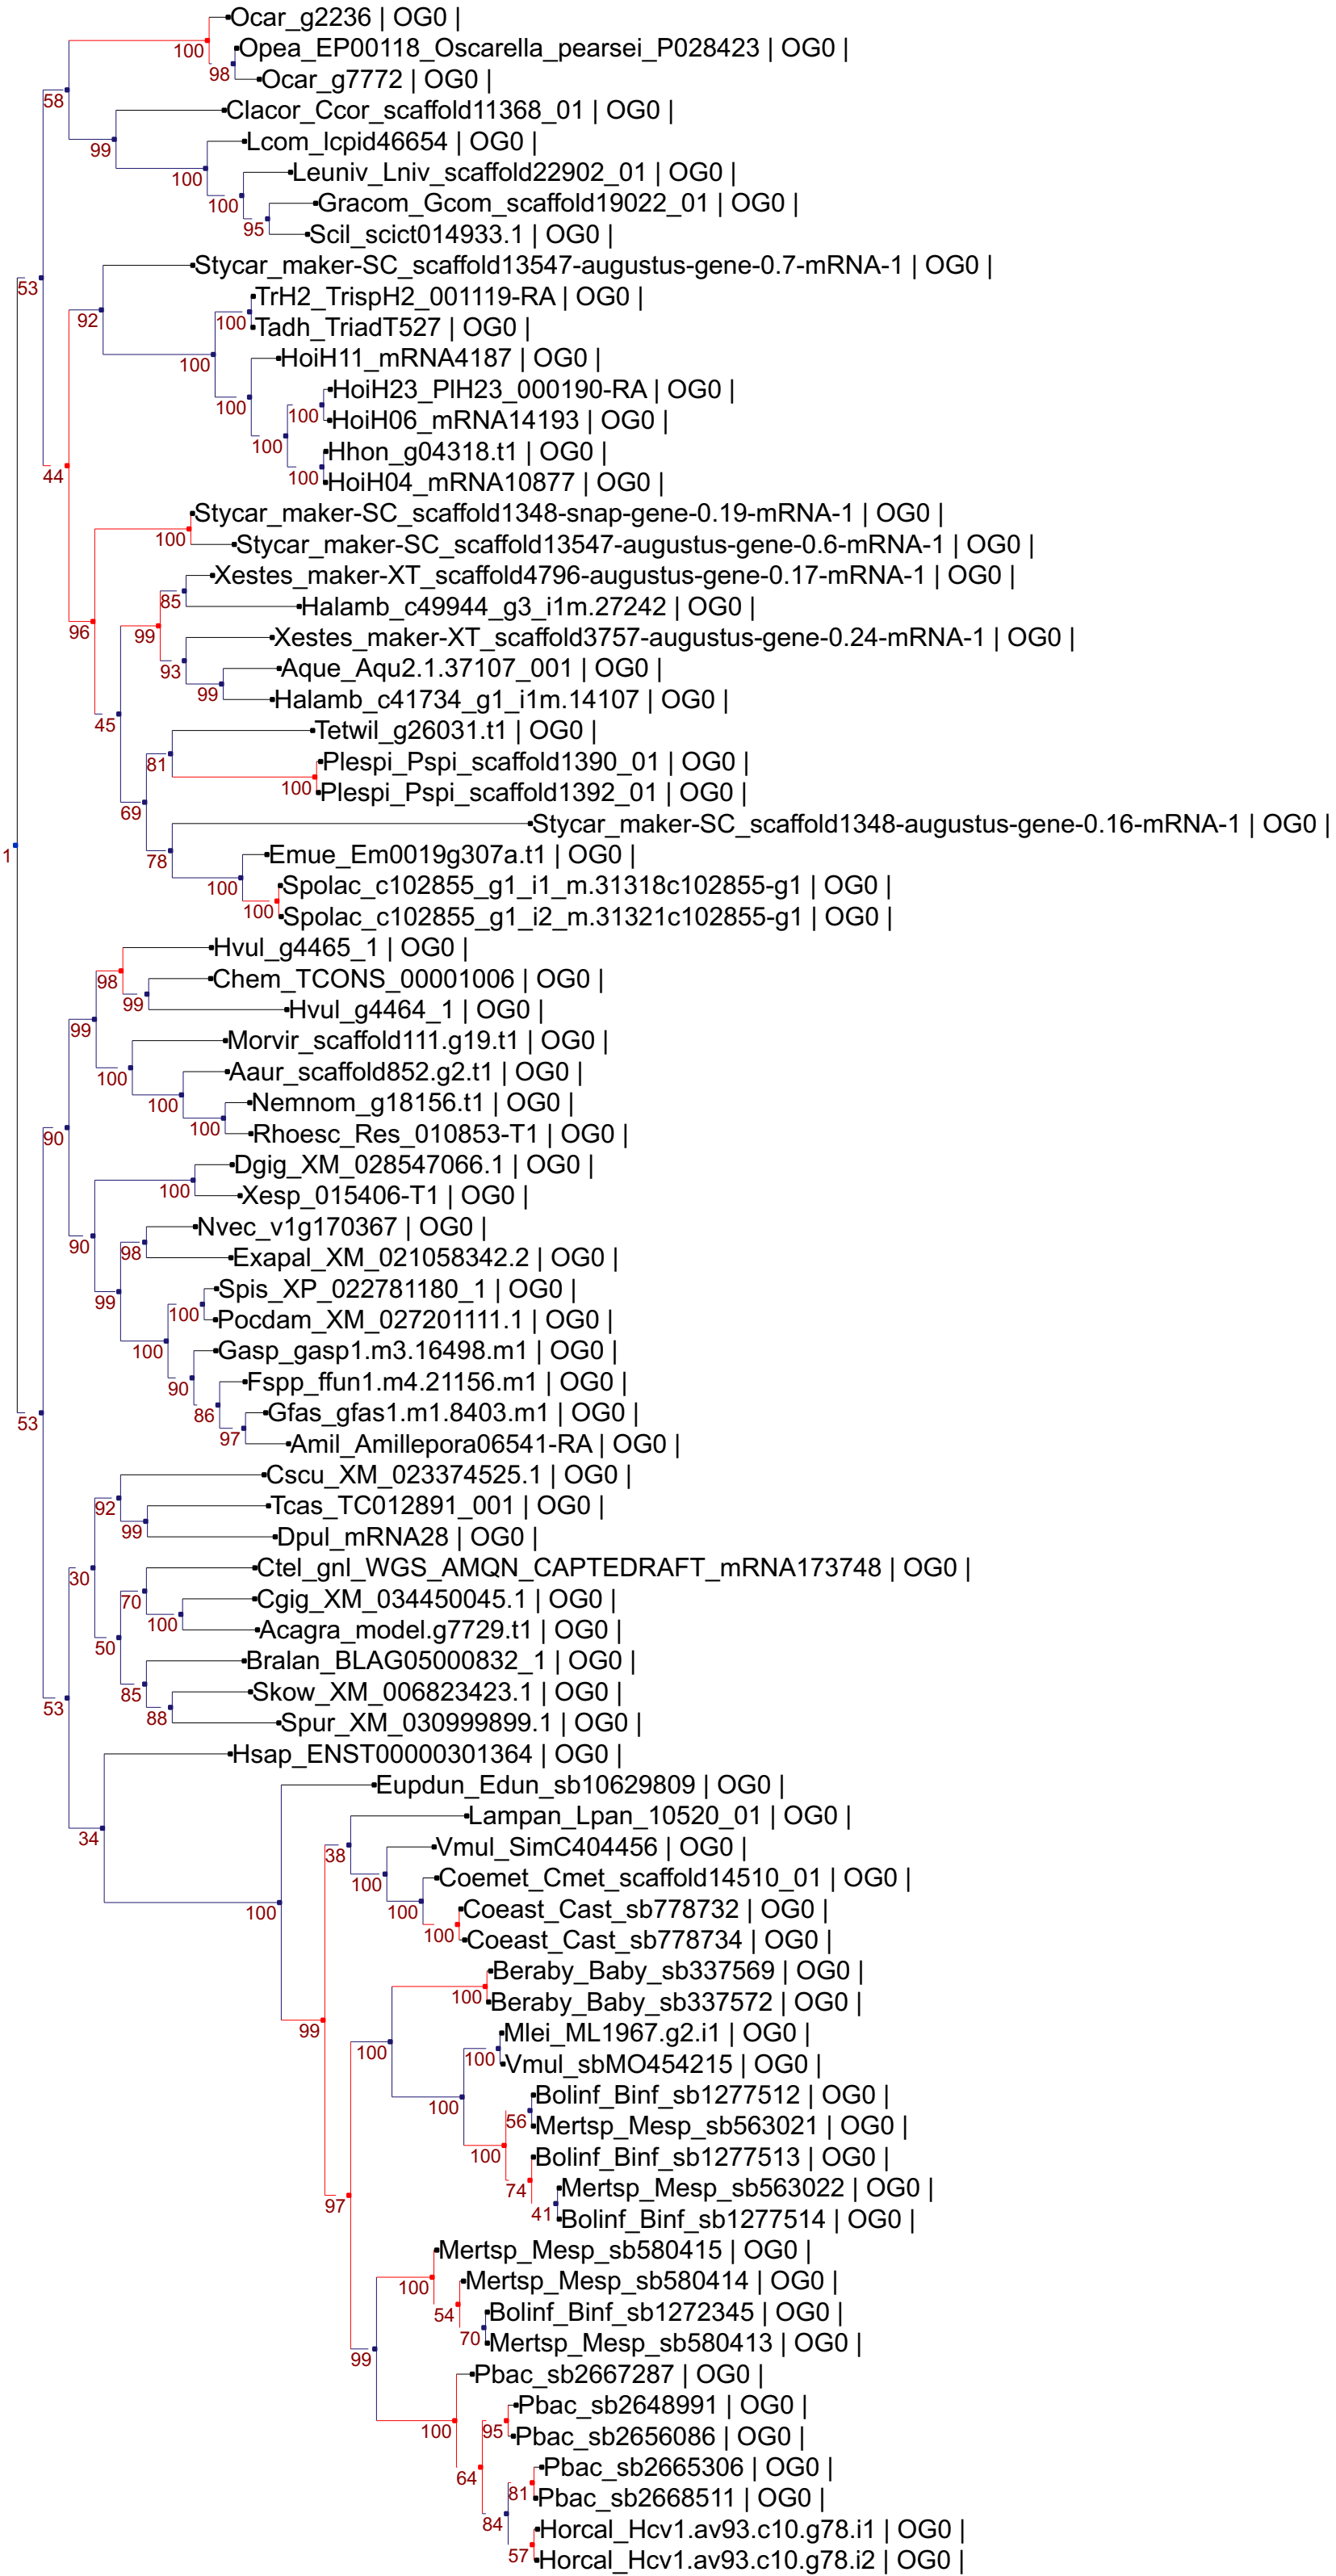 Ocar_g2236 | OG0 |
100
Opea_EP00118_Oscarella_pearsei_P028423 | OG0 |
98
Ocar_g7772 | OG0 |
58
Clacor_Ccor_scaffold11368_01 | OG0 |
99
Lcom_lcpid46654 | OG0 |
100
Leuniv_Lniv_scaffold22902_01 | OG0 |
100
Gracom_Gcom_scaffold19022_01 | OG0 |
95
Scil_scict014933.1 | OG0 |
Stycar_maker-SC_scaffold13547-augustus-gene-0.7-mRNA-1 | OG0 |
53
TrH2_TrispH2_001119-RA | OG0 |
92
100
Tadh_TriadT527 | OG0 |
100
HoiH11_mRNA4187 | OG0 |
HoiH23_PlH23_000190-RA | OG0 |
100
100
HoiH06_mRNA14193 | OG0 |
100
Hhon_g04318.t1 | OG0 |
44
100
HoiH04_mRNA10877 | OG0 |
Stycar_maker-SC_scaffold1348-snap-gene-0.19-mRNA-1 | OG0 |
100
Stycar_maker-SC_scaffold13547-augustus-gene-0.6-mRNA-1 | OG0 |
Xestes_maker-XT_scaffold4796-augustus-gene-0.17-mRNA-1 | OG0 |
85
Halamb_c49944_g3_i1m.27242 | OG0 |
96
99
Xestes_maker-XT_scaffold3757-augustus-gene-0.24-mRNA-1 | OG0 |
93
Aque_Aqu2.1.37107_001 | OG0 |
99
Halamb_c41734_g1_i1m.14107 | OG0 |
45
Tetwil_g26031.t1 | OG0 |
81
Plespi_Pspi_scaffold1390_01 | OG0 |
100
Plespi_Pspi_scaffold1392_01 | OG0 |
69
Stycar_maker-SC_scaffold1348-augustus-gene-0.16-mRNA-1 | OG0 |
1
78
Emue_Em0019g307a.t1 | OG0 |
100
Spolac_c102855_g1_i1_m.31318c102855-g1 | OG0 |
100
Spolac_c102855_g1_i2_m.31321c102855-g1 | OG0 |
Hvul_g4465_1 | OG0 |
98
Chem_TCONS_00001006 | OG0 |
99
Hvul_g4464_1 | OG0 |
99
Morvir_scaffold111.g19.t1 | OG0 |
100
Aaur_scaffold852.g2.t1 | OG0 |
100
Nemnom_g18156.t1 | OG0 |
100
Rhoesc_Res_010853-T1 | OG0 |
90
Dgig_XM_028547066.1 | OG0 |
100
Xesp_015406-T1 | OG0 |
Nvec_v1g170367 | OG0 |
90
98
Exapal_XM_021058342.2 | OG0 |
Spis_XP_022781180_1 | OG0 |
99
100
Pocdam_XM_027201111.1 | OG0 |
100
Gasp_gasp1.m3.16498.m1 | OG0 |
90
Fspp_ffun1.m4.21156.m1 | OG0 |
86
Gfas_gfas1.m1.8403.m1 | OG0 |
53
97
Amil_Amillepora06541-RA | OG0 |
Cscu_XM_023374525.1 | OG0 |
92
Tcas_TC012891_001 | OG0 |
99
Dpul_mRNA28 | OG0 |
30
Ctel_gnl_WGS_AMQN_CAPTEDRAFT_mRNA173748 | OG0 |
70
Cgig_XM_034450045.1 | OG0 |
100
Acagra_model.g7729.t1 | OG0 |
50
Bralan_BLAG05000832_1 | OG0 |
85
Skow_XM_006823423.1 | OG0 |
53
88
Spur_XM_030999899.1 | OG0 |
Hsap_ENST00000301364 | OG0 |
Eupdun_Edun_sb10629809 | OG0 |
Lampan_Lpan_10520_01 | OG0 |
34
38
Vmul_SimC404456 | OG0 |
100
Coemet_Cmet_scaffold14510_01 | OG0 |
100
100
Coeast_Cast_sb778732 | OG0 |
100
Coeast_Cast_sb778734 | OG0 |
Beraby_Baby_sb337569 | OG0 |
100
Beraby_Baby_sb337572 | OG0 |
99
Mlei_ML1967.g2.i1 | OG0 |
100
100
Vmul_sbMO454215 | OG0 |
Bolinf_Binf_sb1277512 | OG0 |
100
56
Mertsp_Mesp_sb563021 | OG0 |
100
Bolinf_Binf_sb1277513 | OG0 |
74
Mertsp_Mesp_sb563022 | OG0 |
97
41
Bolinf_Binf_sb1277514 | OG0 |
Mertsp_Mesp_sb580415 | OG0 |
100
Mertsp_Mesp_sb580414 | OG0 |
54
Bolinf_Binf_sb1272345 | OG0 |
70
Mertsp_Mesp_sb580413 | OG0 |
99
Pbac_sb2667287 | OG0 |
Pbac_sb2648991 | OG0 |
100
95
Pbac_sb2656086 | OG0 |
Pbac_sb2665306 | OG0 |
64
81
Pbac_sb2668511 | OG0 |
84
Horcal_Hcv1.av93.c10.g78.i1 | OG0 |
57
Horcal_Hcv1.av93.c10.g78.i2 | OG0 |